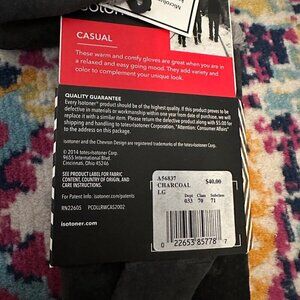 isotoner
CASUAL
These warm and comfy gloves are great when you are in
a relaxed and easy going mood. They add variety and
color to complement your unique look.
QUALITY GUARANTEE
Every Isotoner® product should be of the highest quality. If this product proves to be
defective in materials or workmanship within one year from date of purchase, we will
replace it with a similar item. Please return the defective product along with $5.00 for
shipping and handling to totes»Isotoner Corporation, "Attention: Consumer Affairs"
to the address on this package.
isotoner and the Chevron Design are registered trademarks of the totes»Isotoner Corp.
© 2014 totes»Isotoner Corp.
9655 International Blvd.
Cincinnati, Ohio 45246
SEE PRODUCT LABEL FOR FABRIC
CONTENT, COUNTRY OF ORIGIN, AND
CARE INSTRUCTIONS.
For Patent Info: isotoner.com/patents
RN22605 PCOLLRWCAS2002
isotoner.com
A56837
CHARCOAL $40.00
LG
Dept Class Subclass
033 70 71
0 22653 85778 7